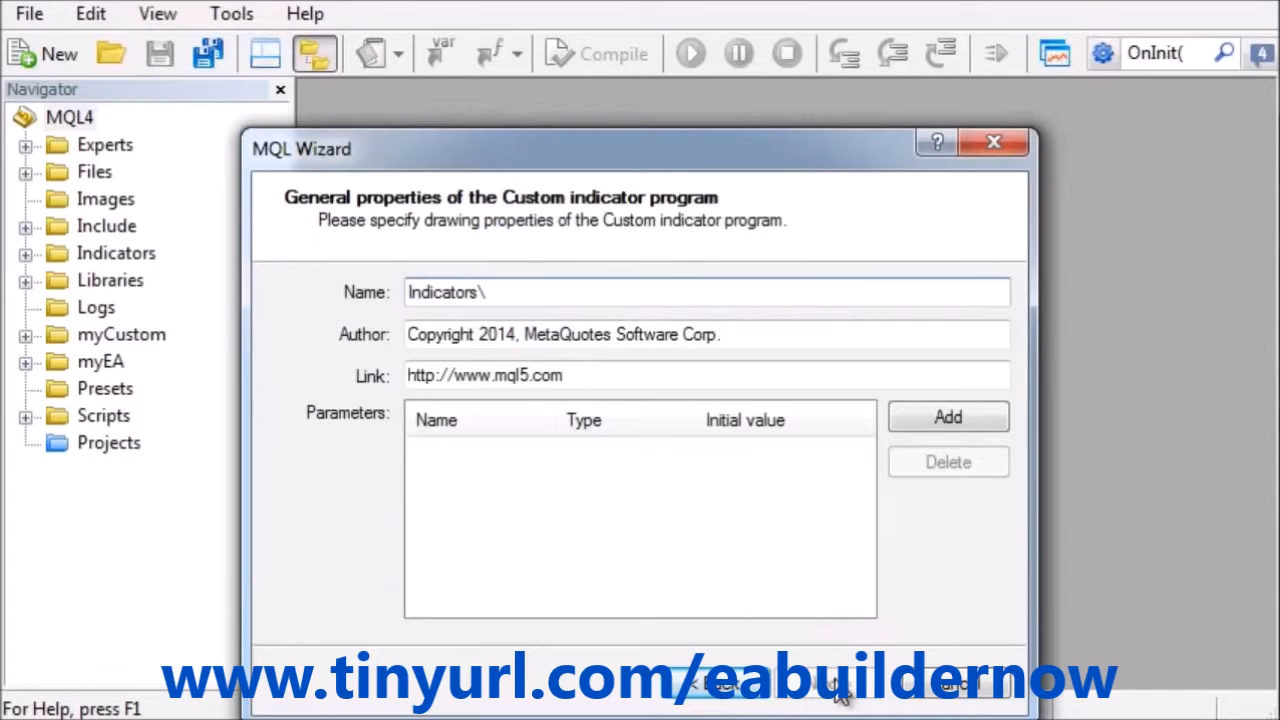 File Edit View Tools Help
New var f Compile OnInit( 4
Navigator
MQL4
Experts
Files
Images
Include
Indicators
Libraries
Logs
myCustom
myEA
Presets
Scripts
Projects
MQL Wizard ?
General properties of the Custom indicator program
Please specify drawing properties of the Custom indicator program.
Name: Indicators\
Author: Copyright 2014, MetaQuotes Software Corp.
Link: http://www.mql5.com
Parameters: Name Type Initial value
Add
Delete
www.tinyurl.com/eabuildernow
For Help, press F1